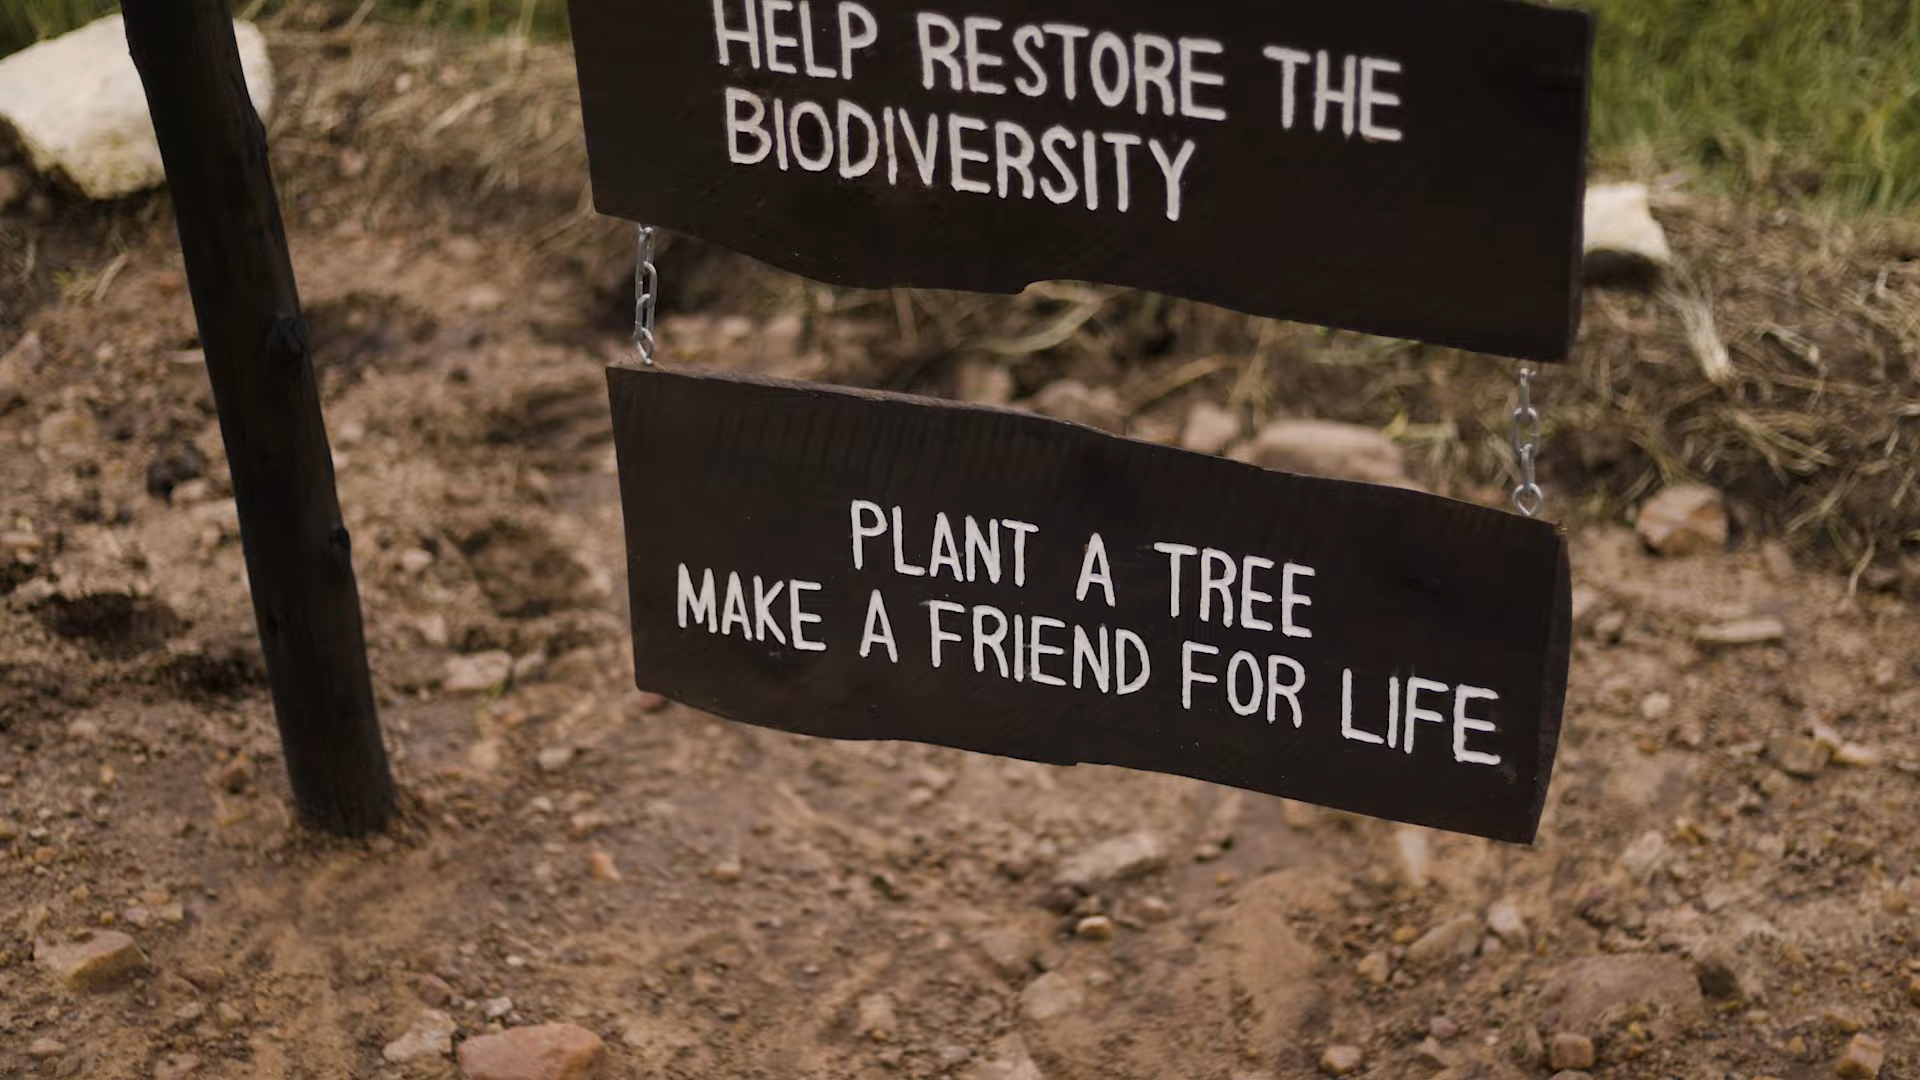 HELP RESTORE THE
BIODIVERSITY
PLANT A TREE
MAKE A FRIEND FOR LIFE